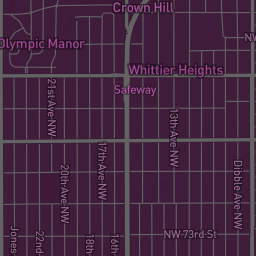 Crown Hill
Olympic Manor
NW
Whittier Heights
Safeway
21st Ave NW
13th Ave NW
17th Ave NW
20th Ave NW
Dibble Ave NW
NW 73rd St
Jones
22nd
18th
16th